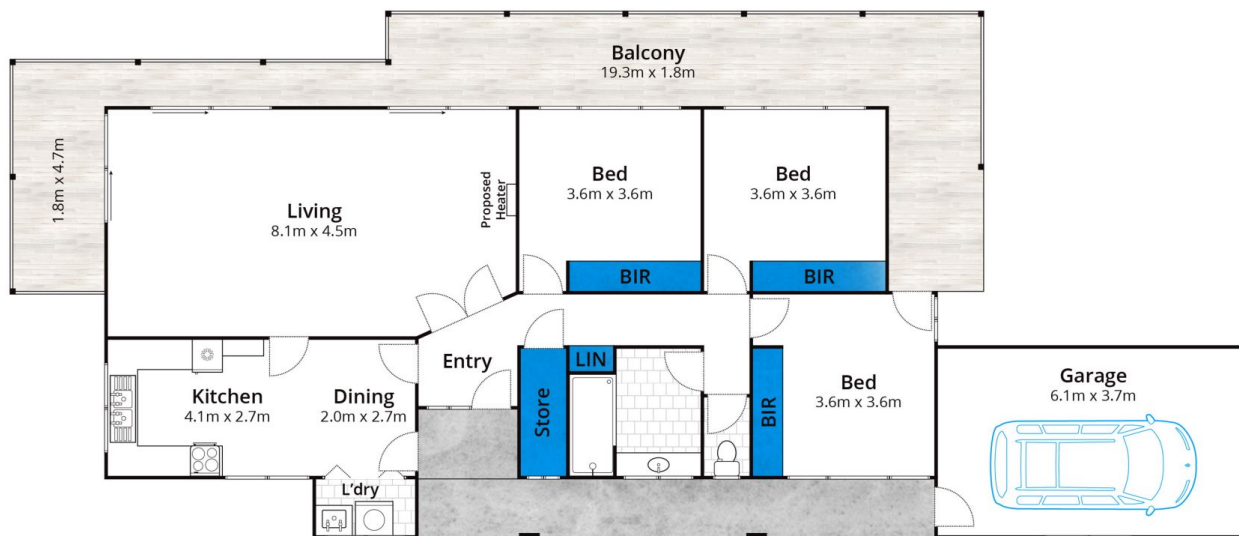 Balcony
19.3m x 1.8m
1.8m x 4.7m
Living
8.1m x 4.5m
Proposed
Heater
Bed
3.6m x 3.6m
BIR
Bed
3.6m x 3.6m
BIR
Kitchen
4.1m x 2.7m
Dining
2.0m x 2.7m
Entry
Store
LIN
BIR
Bed
3.6m x 3.6m
Garage
6.1m x 3.7m
L'dry